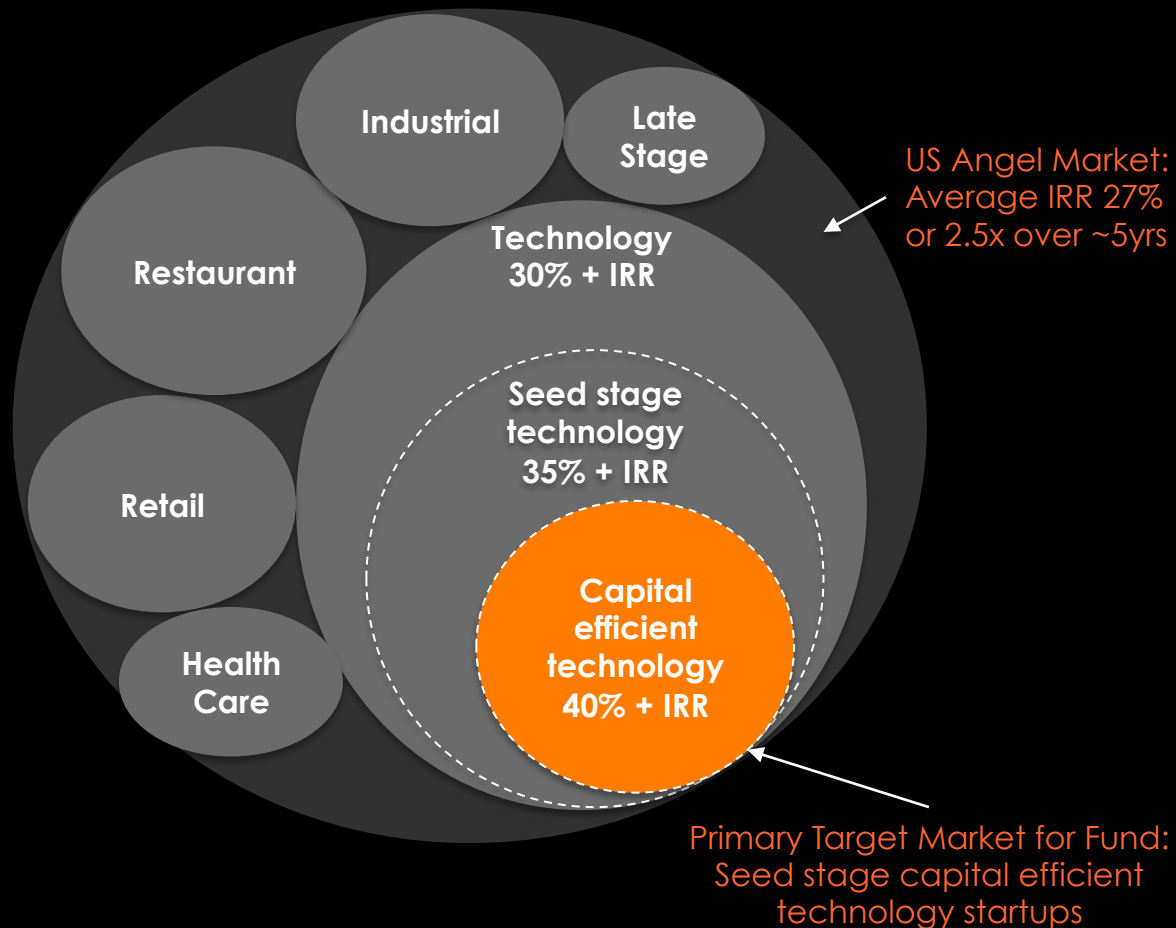 Industrial
Late
Stage
US Angel Market:
Average IRR 27%
or 2.5x over ~5yrs
Restaurant
Technology
30% + IRR
Seed stage
technology
35% + IRR
Retail
Capital
efficient
technology
40% + IRR
Health
Care
Primary Target Market for Fund:
Seed stage capital efficient
technology startups